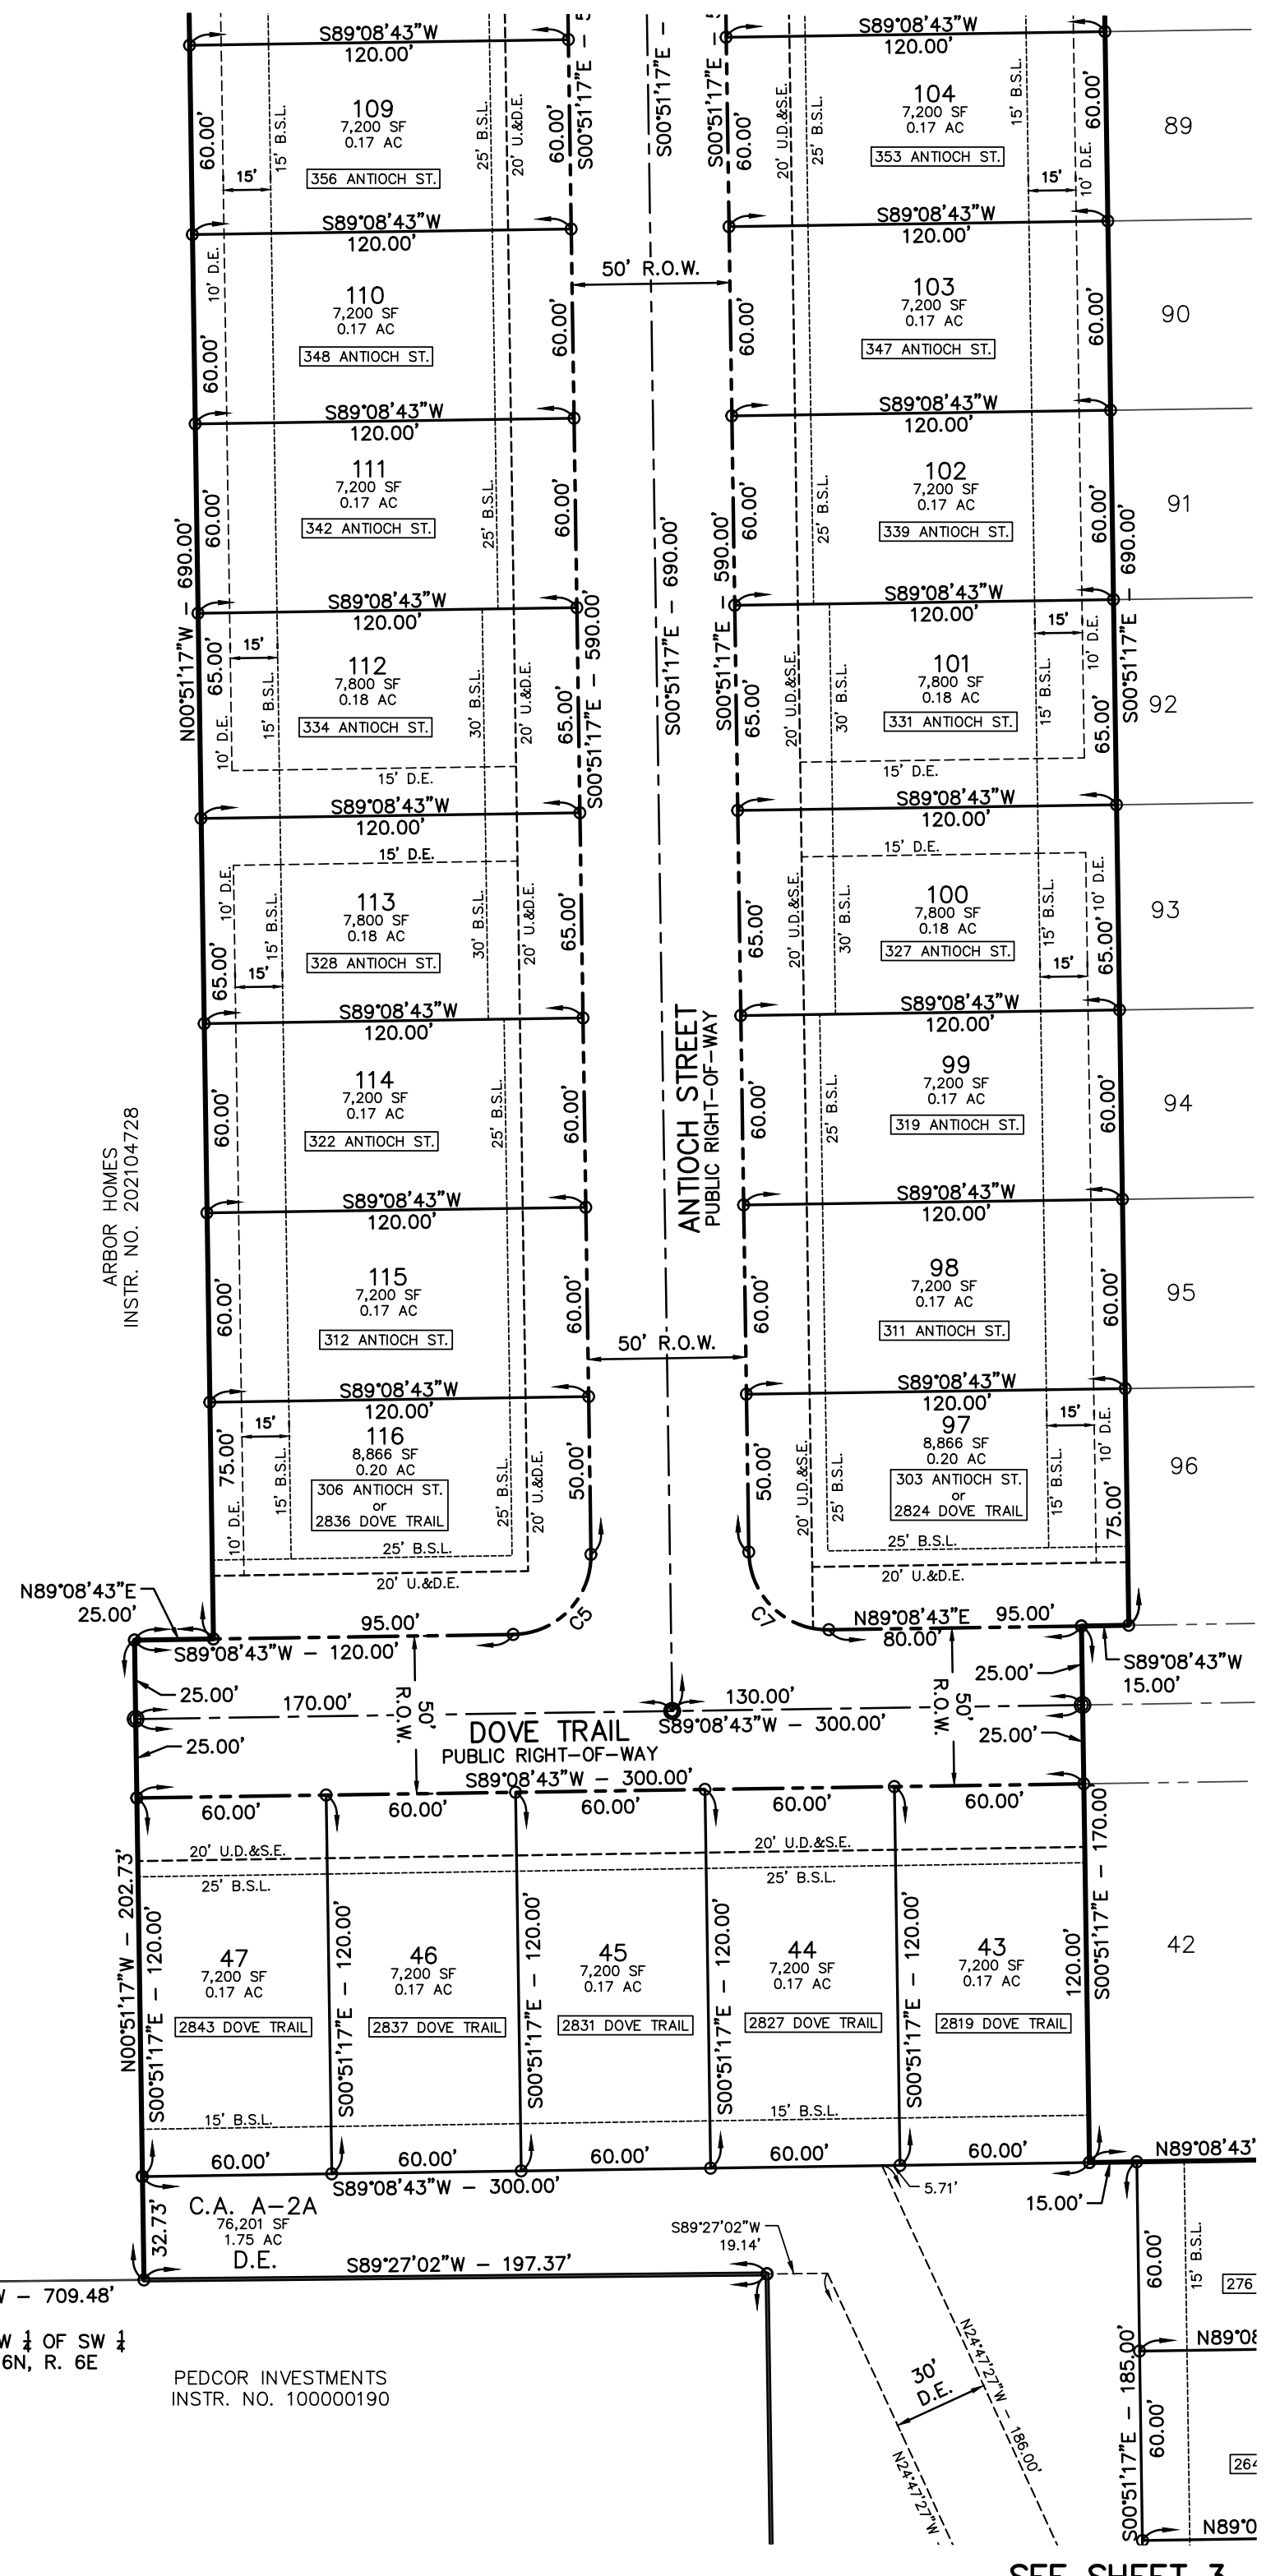 S89°08'43"W
120.00'
S00°51'17"E - 5
S00°51'17"E -
S00°51'17"E - 5
S89°08'43"W
120.00'
60.00'
109
7,200 SF
0.17 AC
356 ANTIOCH ST.
15'
15' B.S.L.
25' B.S.L.
20' U.&D.E.
60.00'
60.00'
20' U.D.&S.E.
25' B.S.L.
104
7,200 SF
0.17 AC
353 ANTIOCH ST.
15' B.S.L.
15'
10' D.E.
60.00'
89
S89°08'43"W
120.00'
50' R.O.W.
S89°08'43"W
120.00'
10' D.E.
60.00'
110
7,200 SF
0.17 AC
348 ANTIOCH ST.
60.00'
60.00'
103
7,200 SF
0.17 AC
347 ANTIOCH ST.
60.00'
90
S89°08'43"W
120.00'
S89°08'43"W
120.00'
N00°51'17"W - 690.00'
60.00'
111
7,200 SF
0.17 AC
342 ANTIOCH ST.
25' B.S.L.
60.00'
S00°51'17"E - 590.00'
S00°51'17"E - 690.00'
S00°51'17"E - 590.00'
60.00'
25' B.S.L.
102
7,200 SF
0.17 AC
339 ANTIOCH ST.
60.00'
S00°51'17"E - 690.00'
91
S89°08'43"W
120.00'
S89°08'43"W
120.00'
65.00'
15'
10' D.E.
15' B.S.L.
112
7,800 SF
0.18 AC
334 ANTIOCH ST.
30' B.S.L.
20' U.&D.E.
65.00'
15' D.E.
65.00'
20' U.D.&S.E.
30' B.S.L.
101
7,800 SF
0.18 AC
331 ANTIOCH ST.
15'
15' B.S.L.
10' D.E.
65.00'
15' D.E.
92
S89°08'43"W
120.00'
S89°08'43"W
120.00'
15' D.E.
10' D.E.
15' B.S.L.
65.00'
15'
113
7,800 SF
0.18 AC
328 ANTIOCH ST.
30' B.S.L.
20' U.&D.E.
65.00'
65.00'
15' D.E.
20' U.D.&S.E.
30' B.S.L.
100
7,800 SF
0.18 AC
327 ANTIOCH ST.
15' B.S.L.
10' D.E.
65.00'
15'
93
S89°08'43"W
120.00'
S89°08'43"W
120.00'
ANTIOCH STREET
PUBLIC RIGHT-OF-WAY
ARBOR HOMES
INSTR. NO. 202104728
60.00'
114
7,200 SF
0.17 AC
322 ANTIOCH ST.
25' B.S.L.
60.00'
60.00'
25' B.S.L.
99
7,200 SF
0.17 AC
319 ANTIOCH ST.
60.00'
94
S89°08'43"W
120.00'
S89°08'43"W
120.00'
60.00'
115
7,200 SF
0.17 AC
312 ANTIOCH ST.
60.00'
50' R.O.W.
60.00'
98
7,200 SF
0.17 AC
311 ANTIOCH ST.
60.00'
95
S89°08'43"W
120.00'
S89°08'43"W
120.00'
75.00'
15'
10' D.E.
15' B.S.L.
116
8,866 SF
0.20 AC
306 ANTIOCH ST.
or
2836 DOVE TRAIL
25' B.S.L.
20' U.&D.E.
50.00'
25' B.S.L.
20' U.&D.E.
50.00'
20' U.D.&S.E.
25' B.S.L.
97
8,866 SF
0.20 AC
303 ANTIOCH ST.
or
2824 DOVE TRAIL
15'
15' B.S.L.
10' D.E.
75.00'
25' B.S.L.
20' U.&D.E.
96
N89°08'43"E
25.00'
95.00'
C5
S89°08'43"W - 120.00'
C7
N89°08'43"E
95.00'
80.00'
S89°08'43"W
15.00'
25.00'
170.00'
50'
R.O.W.
130.00'
S89°08'43"W - 300.00'
50'
R.O.W.
25.00'
25.00'
DOVE TRAIL
PUBLIC RIGHT-OF-WAY
25.00'
S89°08'43"W - 300.00'
60.00'
60.00'
60.00'
60.00'
60.00'
20' U.D.&S.E.
25' B.S.L.
20' U.D.&S.E.
25' B.S.L.
N00°51'17"W - 202.73'
S00°51'17"E - 120.00'
47
7,200 SF
0.17 AC
2843 DOVE TRAIL
S00°51'17"E - 120.00'
46
7,200 SF
0.17 AC
2837 DOVE TRAIL
S00°51'17"E - 120.00'
45
7,200 SF
0.17 AC
2831 DOVE TRAIL
S00°51'17"E - 120.00'
44
7,200 SF
0.17 AC
2827 DOVE TRAIL
S00°51'17"E - 120.00'
43
7,200 SF
0.17 AC
2819 DOVE TRAIL
120.00'
S00°51'17"E - 170.00'
42
15' B.S.L.
15' B.S.L.
60.00'
60.00'
60.00'
60.00'
60.00'
S89°08'43"W - 300.00'
5.71'
N89°08'43'
15.00'
32.73'
C.A. A-2A
76,201 SF
1.75 AC
D.E.
S89°27'02"W
19.14'
S89°27'02"W - 197.37'
60.00'
15' B.S.L.
276
W - 709.48'
W 1/4 OF SW 1/4
6N, R. 6E
PEDCOR INVESTMENTS
INSTR. NO. 100000190
30'
D.E.
N24°47'27"W - 186.00'
N24°47'27"W
S00°51'17"E - 185.00'
N89°08
60.00'
264
N89°0
SEE SHEET 3